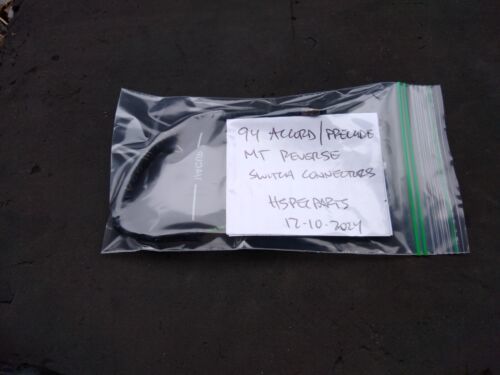 94 ACCORD/PRELUDE
MT REVERSE
SWITCH CONNECTORS
HSPECPARTS
12-10-2024